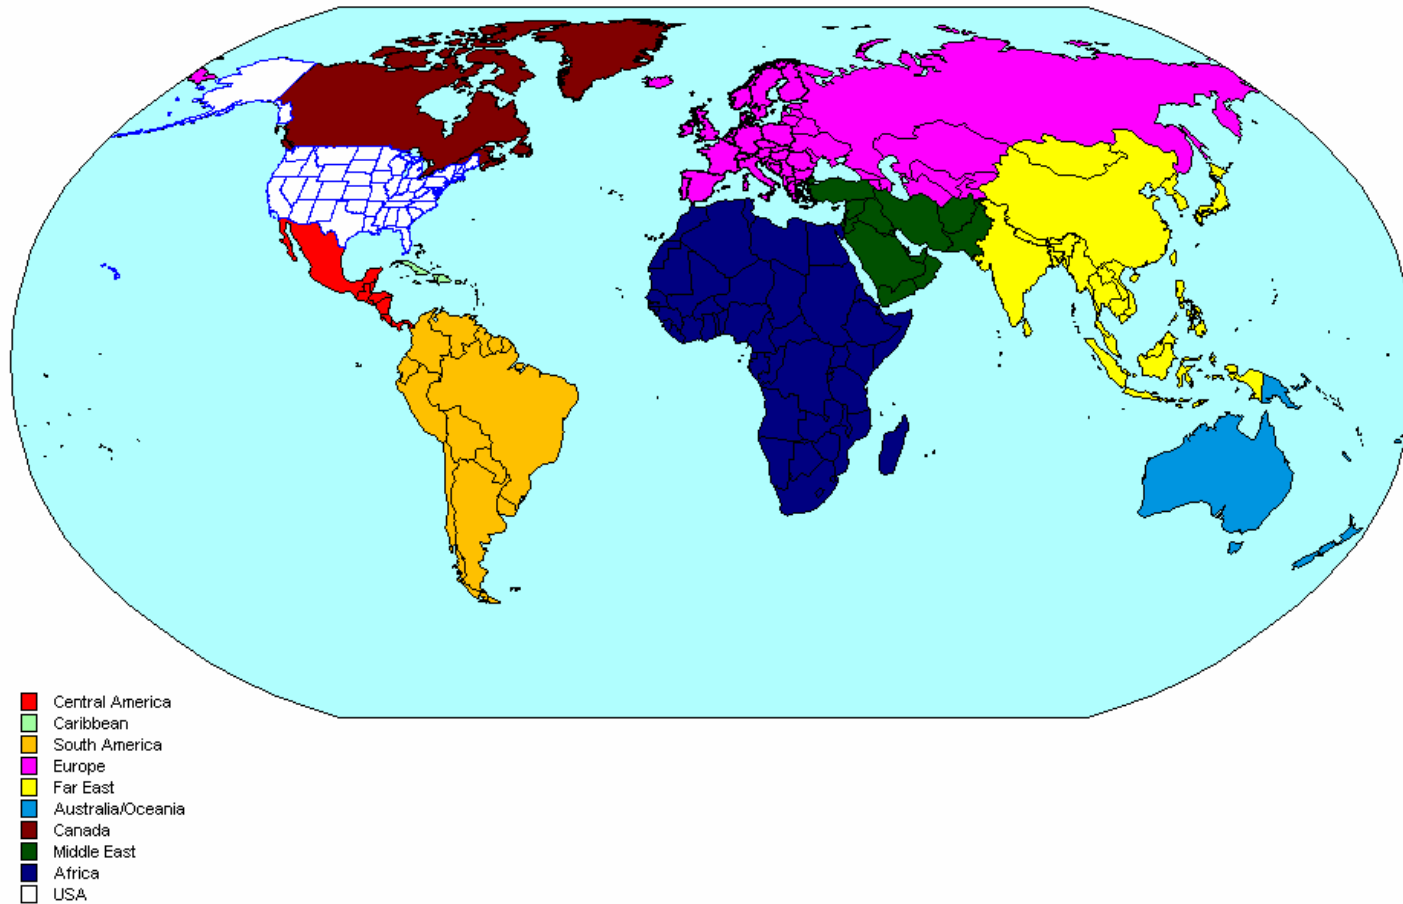 Central America
Caribbean
South America
Europe
Far East
Australia/Oceania
Canada
Middle East
Africa
USA